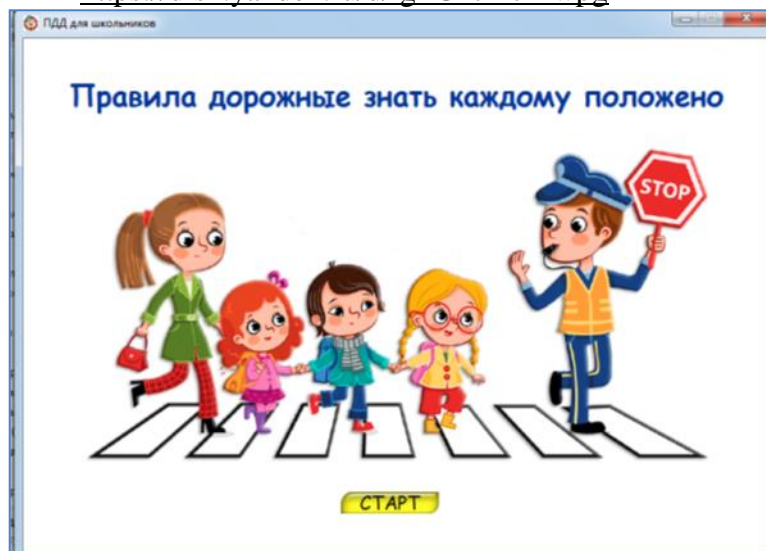 ПДД для школьников
Правила дорожные знать каждому положено
STOP
СТАРТ